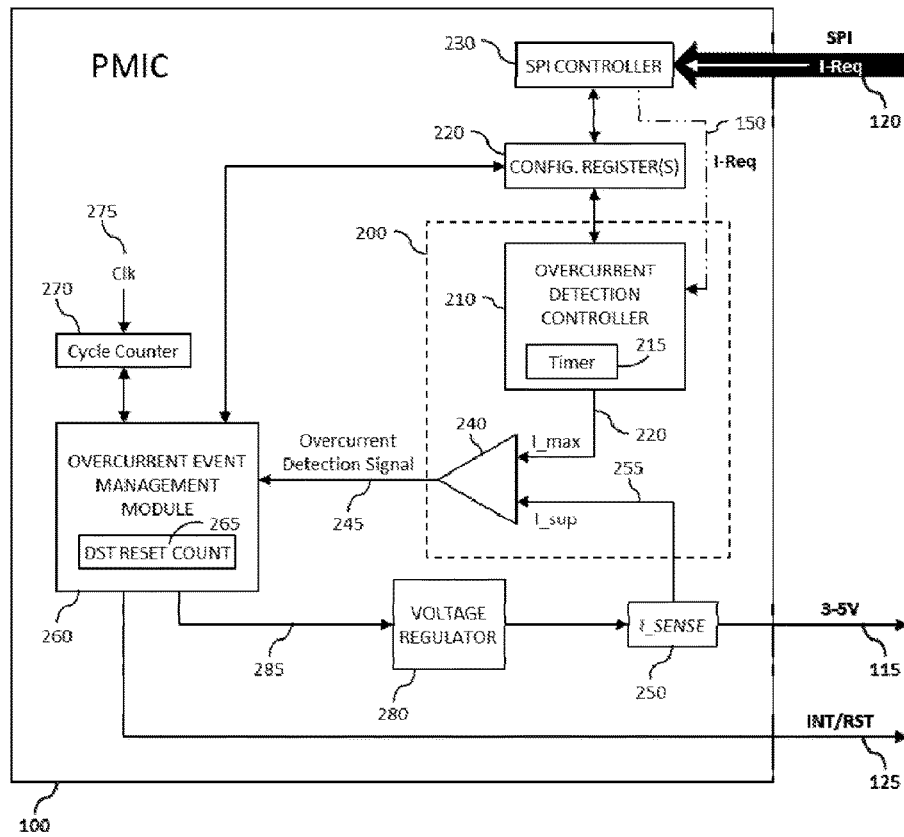 SPI
230
PMIC
SPI CONTROLLER
I-Req
120
220
150
I-Req
CONFIG. REGISTER(S)
275
200
Clk
OVERCURRENT
DETECTION
CONTROLLER
210
270
215
Cycle Counter
Timer
240
220
I_max
Overcurrent
Detection Signal
OVERCURRENT EVENT
MANAGEMENT
MODULE
255
265
245
I_sup
DST RESET COUNT
VOLTAGE
REGULATOR
3-5V
I_SENSE
260
285
250
115
280
INT/RST
125
100